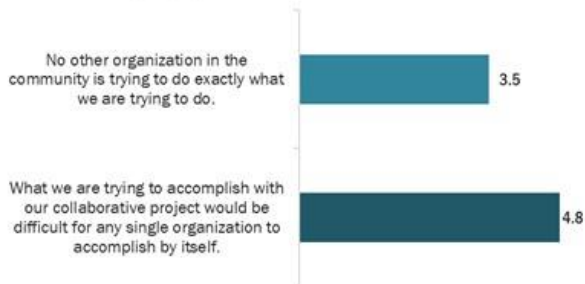 No other organization in the
community is trying to do exactly what
we are trying to do.
3.5
What we are trying to accomplish with
our collaborative project would be
difficult for any single organization to
accomplish by itself.
4.8